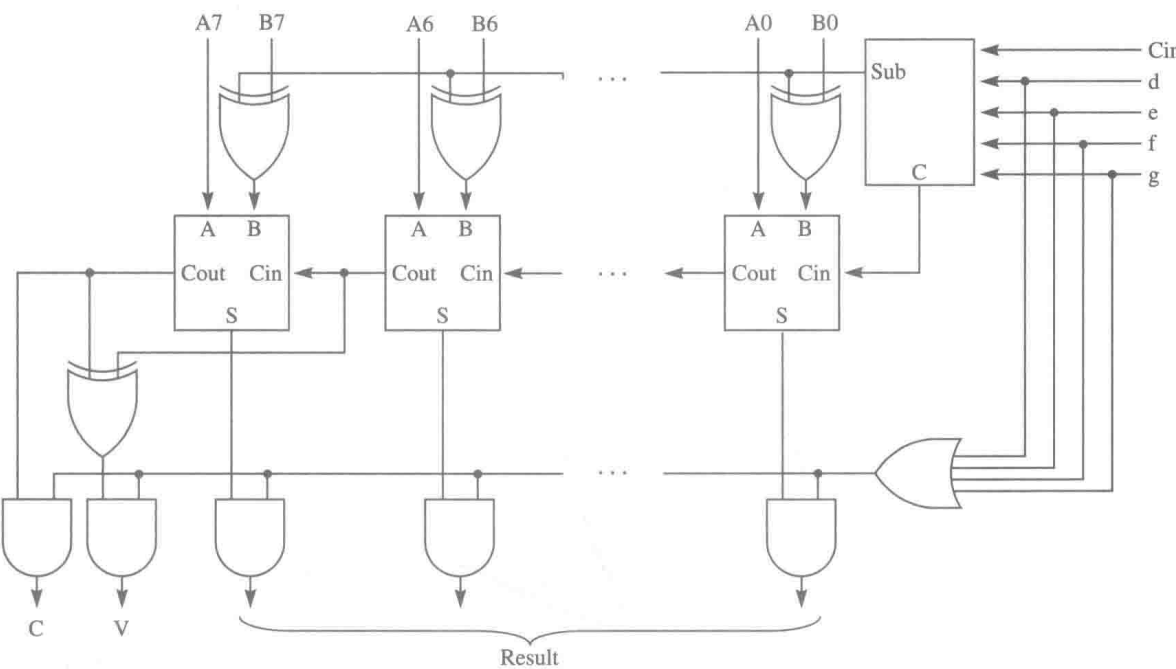 A7 B7 A6 B6 A0 B0
Cin
Sub
d
e
f
g
C
A B A B A B
Cout Cin Cout Cin ... Cout Cin
S S S
...
...
C V
Result